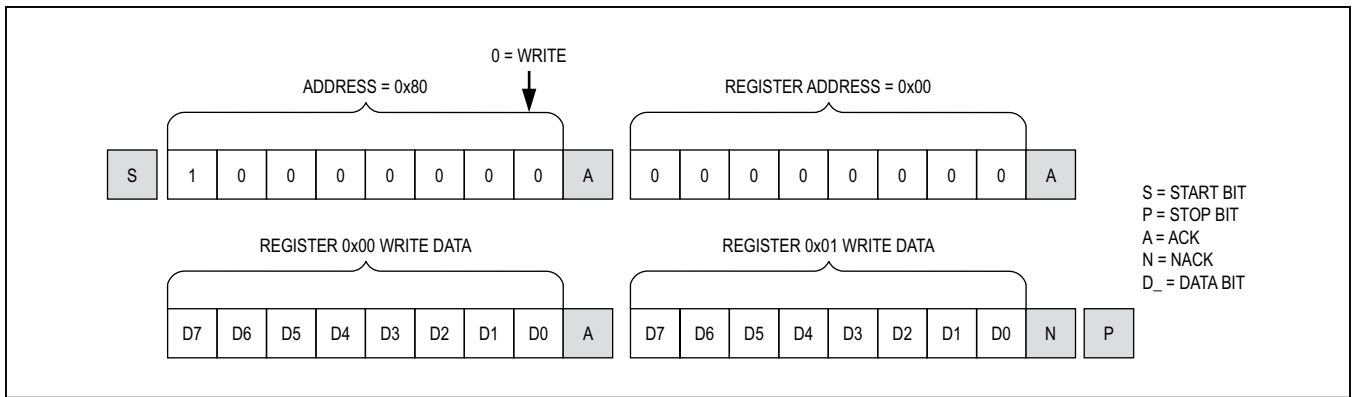 0 = WRITE
ADDRESS = 0x80
REGISTER ADDRESS = 0x00
S 1 0 0 0 0 0 0 0 A 0 0 0 0 0 0 0 0 A
REGISTER 0x00 WRITE DATA
REGISTER 0x01 WRITE DATA
D7 D6 D5 D4 D3 D2 D1 D0 A D7 D6 D5 D4 D3 D2 D1 D0 N P
S = START BIT
P = STOP BIT
A = ACK
N = NACK
D_ = DATA BIT